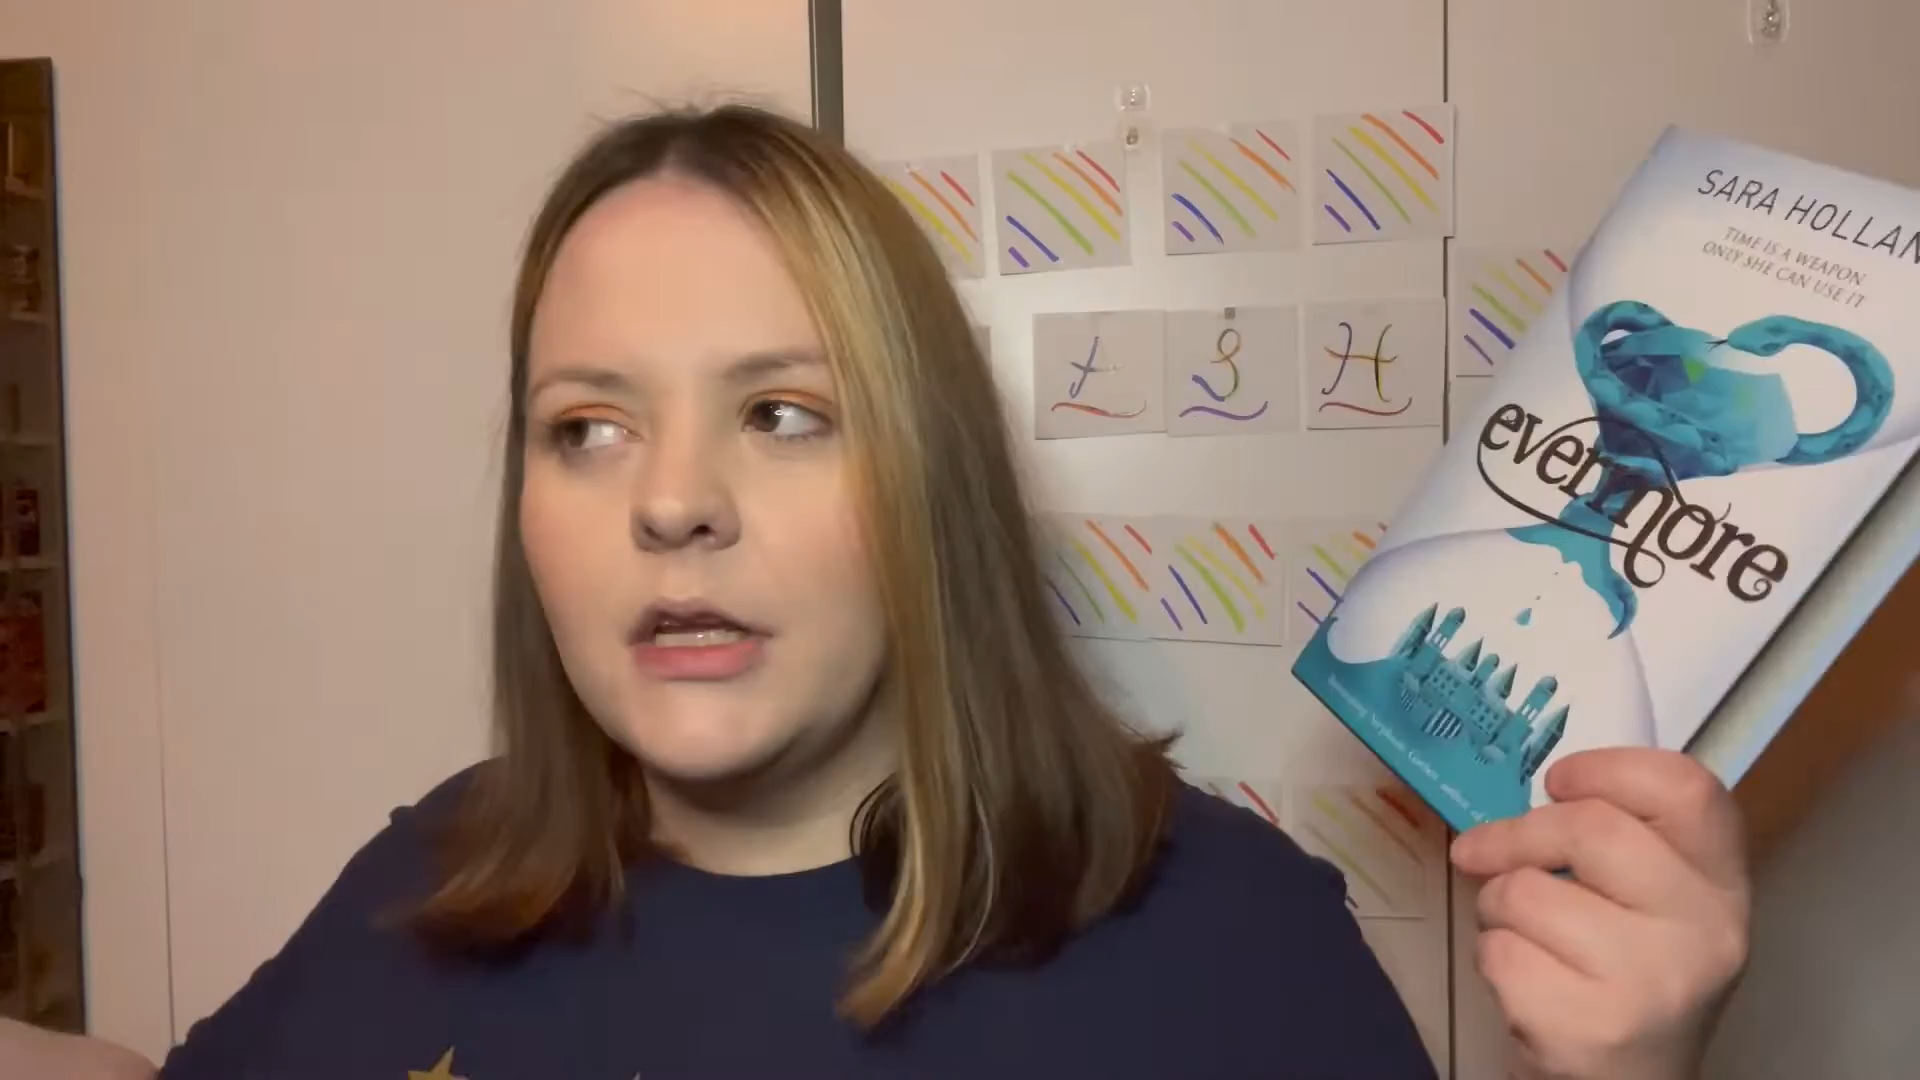 SARA HOLLAN
TIME IS A WEAPON
ONLY SHE CAN USE IT
evermore
L S H